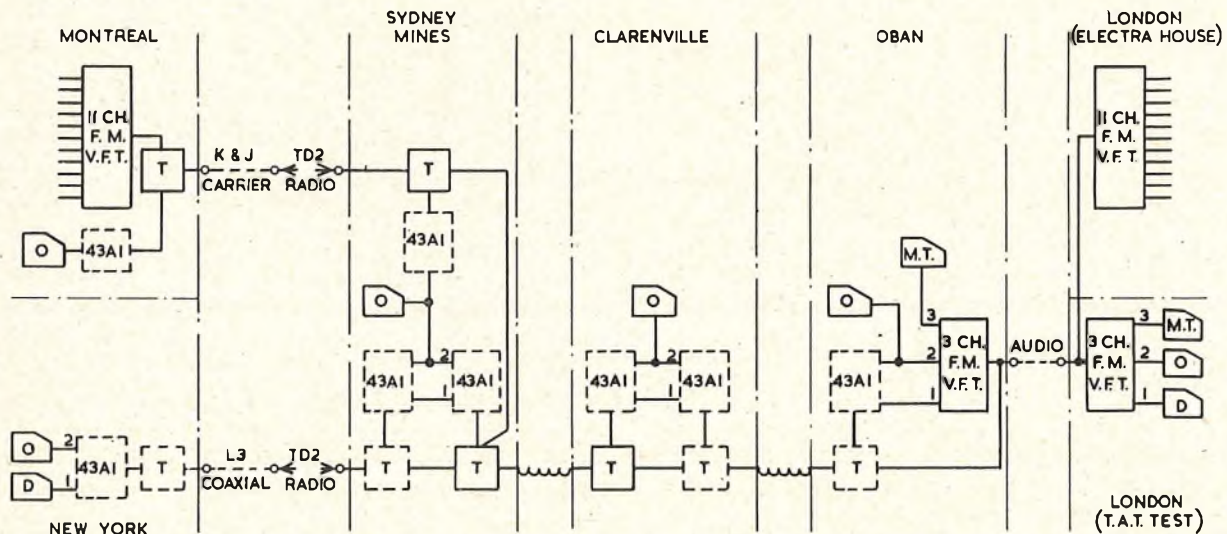 MONTREAL
SYDNEY
MINES
CLARENVILLE
OBAN
LONDON
(ELECTRA HOUSE)
11 CH.
F. M.
V.F.T.
T
O
43A1
K & J
CARRIER
TD2
RADIO
T
43A1
O
2
1
43A1
43A1
T
T
O
2
1
43A1
43A1
T
T
M.T.
O
3
2
1
43A1
3 CH.
F. M.
V.F.T.
T
AUDIO
11 CH.
F. M.
V.F.T.
3 CH.
F. M.
V.F.T.
3
2
1
M.T.
O
D
O
D
2
1
43A1
T
L3
COAXIAL
TD2
RADIO
NEW YORK
LONDON
(T.A.T. TEST)